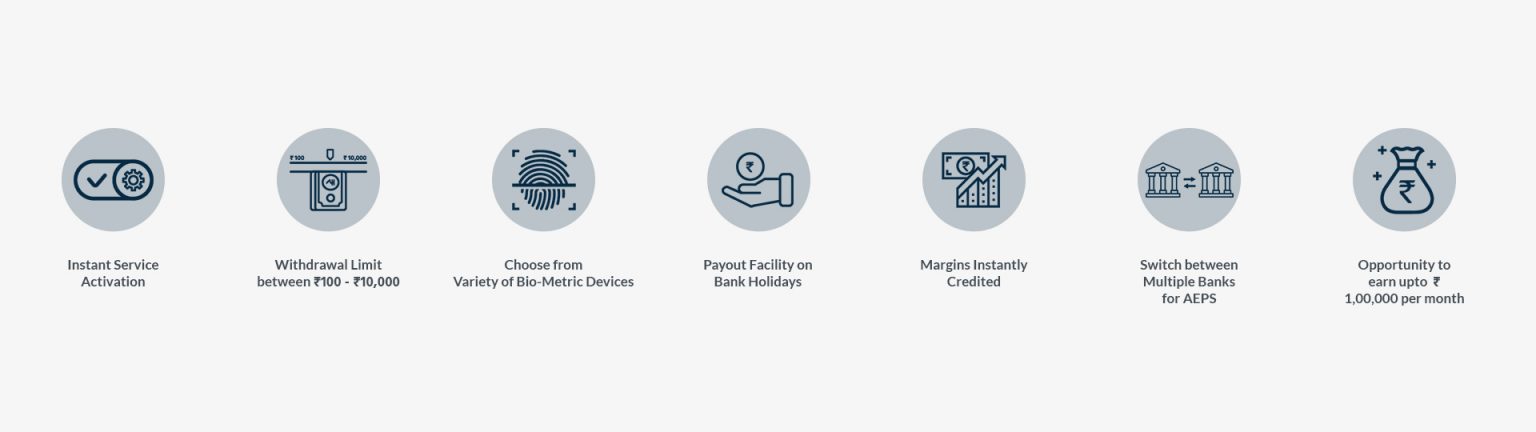 ₹100 ₹10,000
Instant Service
Activation
Withdrawal Limit
between ₹100 - ₹10,000
Choose from
Variety of Bio-Metric Devices
Payout Facility on
Bank Holidays
Margins Instantly
Credited
Switch between
Multiple Banks
for AEPS
Opportunity to
earn upto ₹
1,00,000 per month
₹
₹
₹